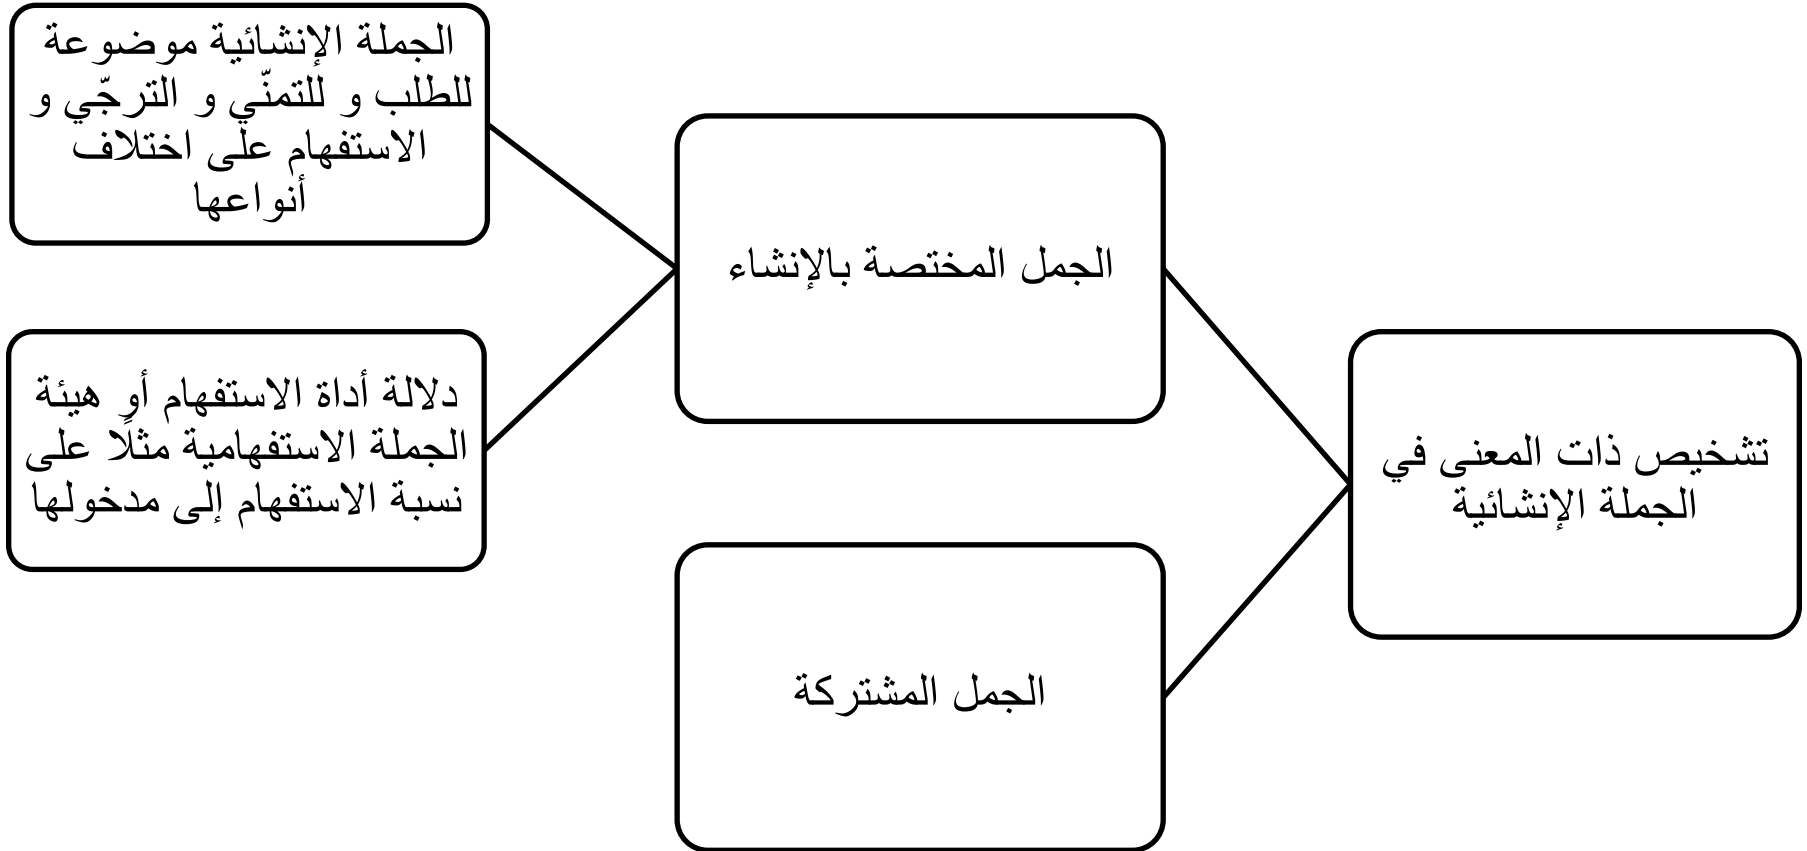 تشخيص ذات المعنى في
الجملة الإنشائية
الجمل المختصة بالإنشاء
الجملة الإنشائية موضوعة
للطلب و للتمنّي و الترجّي و
الاستفهام على اختلاف
أنواعها
دلالة أداة الاستفهام أو هيئة
الجملة الاستفهامية مثلًا على
نسبة الاستفهام إلى مدخولها
الجمل المشتركة